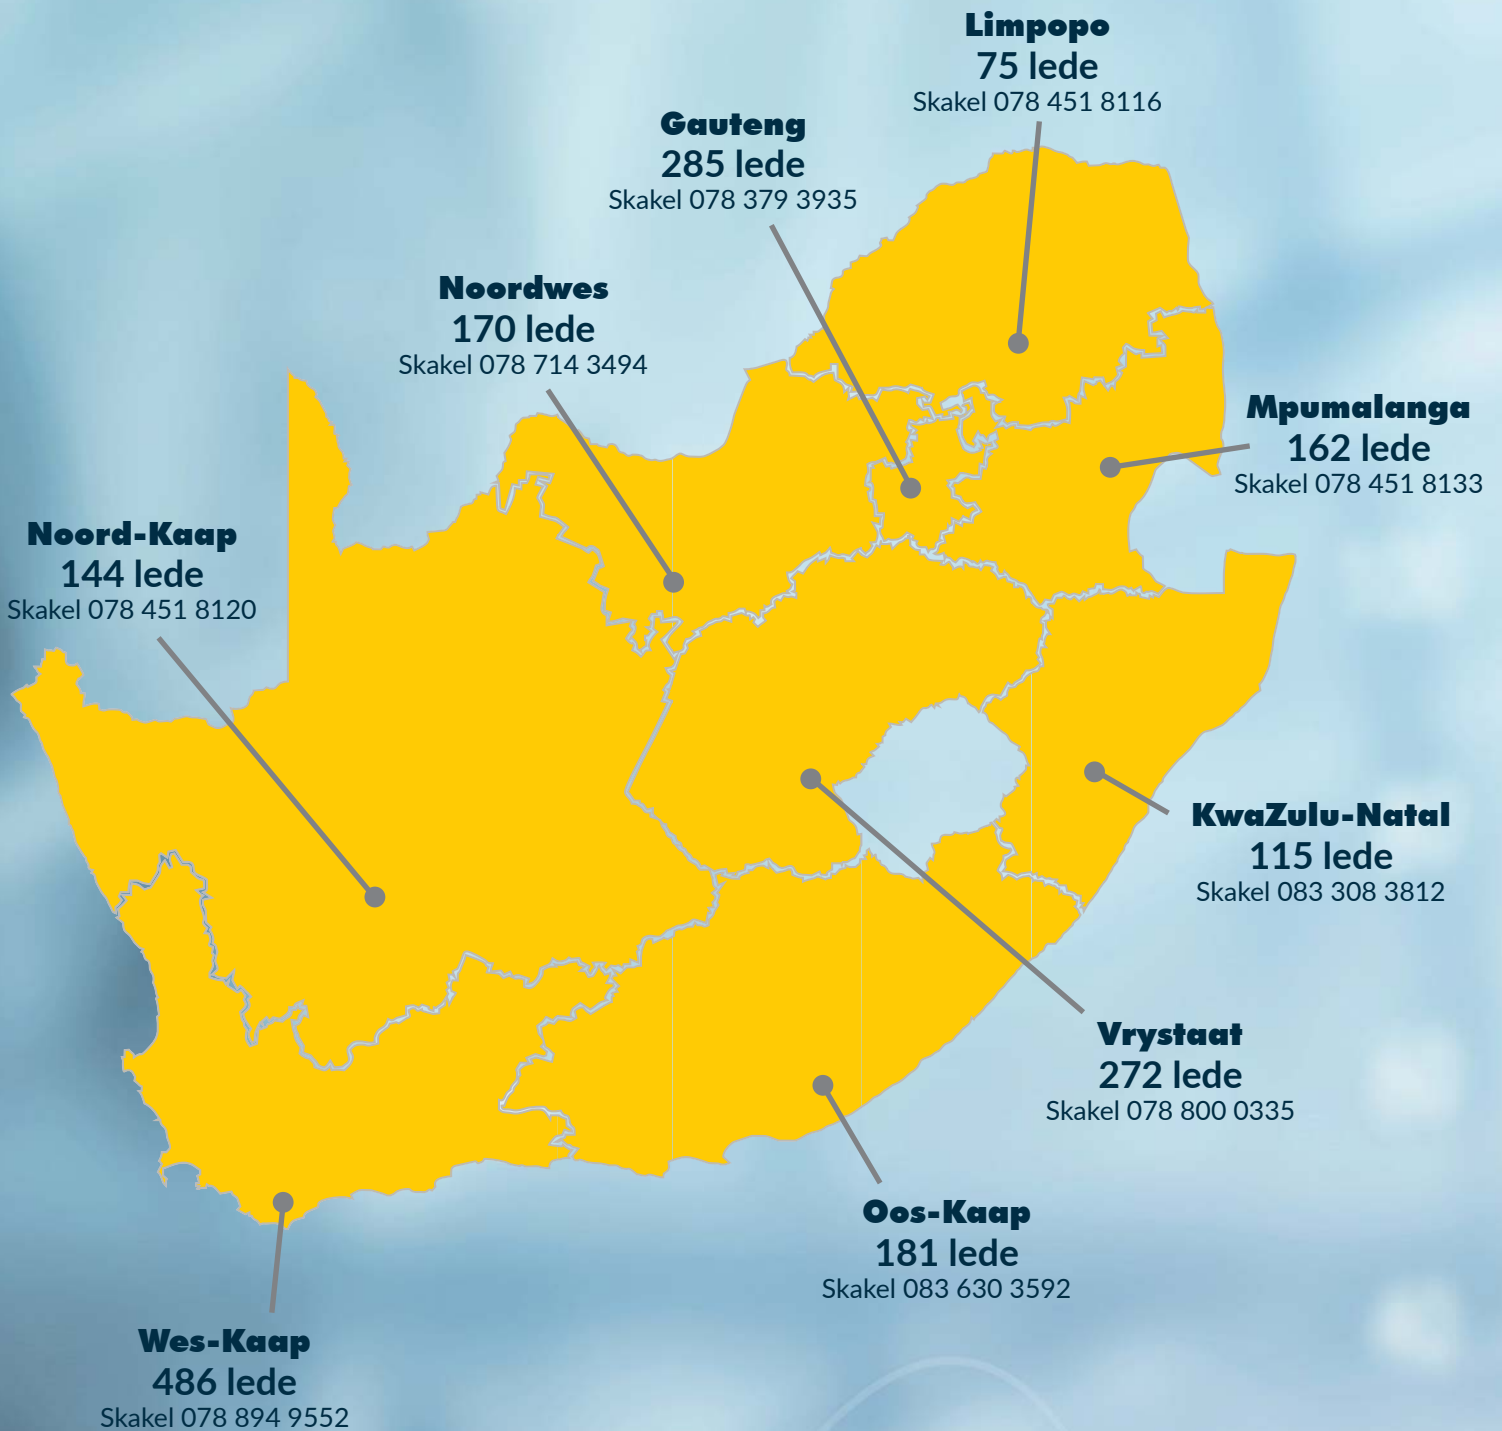 Limpopo
75 lede
Skakel 078 451 8116
Gauteng
285 lede
Skakel 078 379 3935
Noordwes
170 lede
Skakel 078 714 3494
Mpumalanga
162 lede
Skakel 078 451 8133
Noord-Kaap
144 lede
Skakel 078 451 8120
KwaZulu-Natal
115 lede
Skakel 083 308 3812
Vrystaat
272 lede
Skakel 078 800 0335
Oos-Kaap
181 lede
Skakel 083 630 3592
Wes-Kaap
486 lede
Skakel 078 894 9552